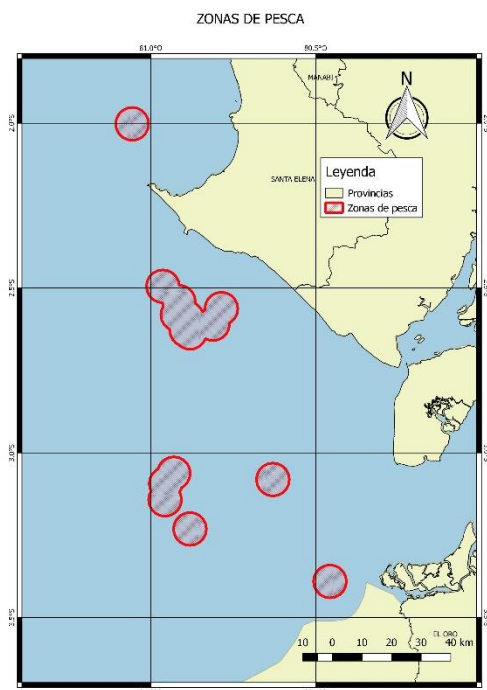 ZONAS DE PESCA
81.0°W
80.5°W
MANABI
N
2.0°S
SANTA ELENA
Leyenda
Provincias
Zonas de pesca
2.5°S
3.0°S
3.5°S
EL ORO
10 0 10 20 30 40 km